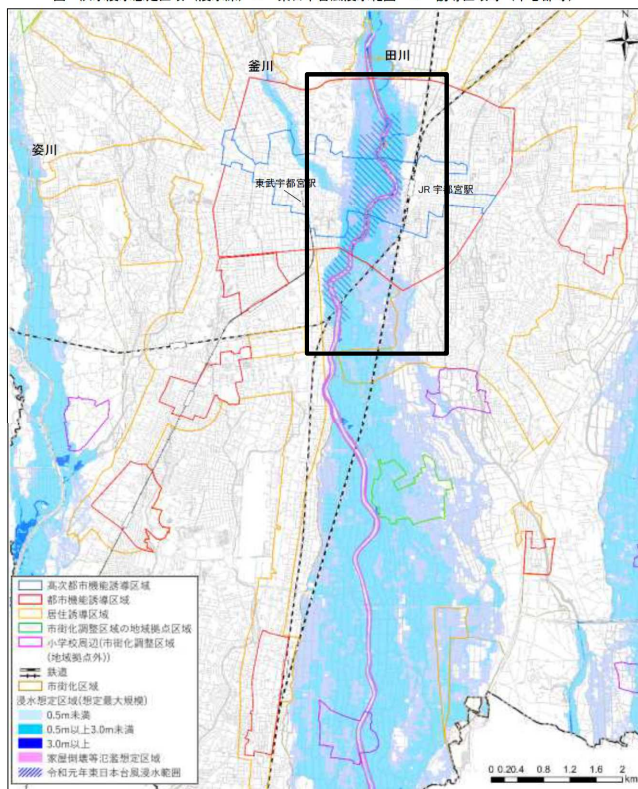 N
田川
釜川
姿川
東武宇都宮駅
JR 宇都宮駅
高次都市機能誘導区域
都市機能誘導区域
居住誘導区域
市街化調整区域の地域拠点区域
小学校周辺(市街化調整区域
(地域拠点外))
鉄道
市街化区域
浸水想定区域(想定最大規模)
0.5m未満
0.5m以上3.0m未満
3.0m以上
家屋倒壊等氾濫想定区域
令和元年東日本台風浸水範囲
0 0.20.4 0.8 1.2 1.6 2
km